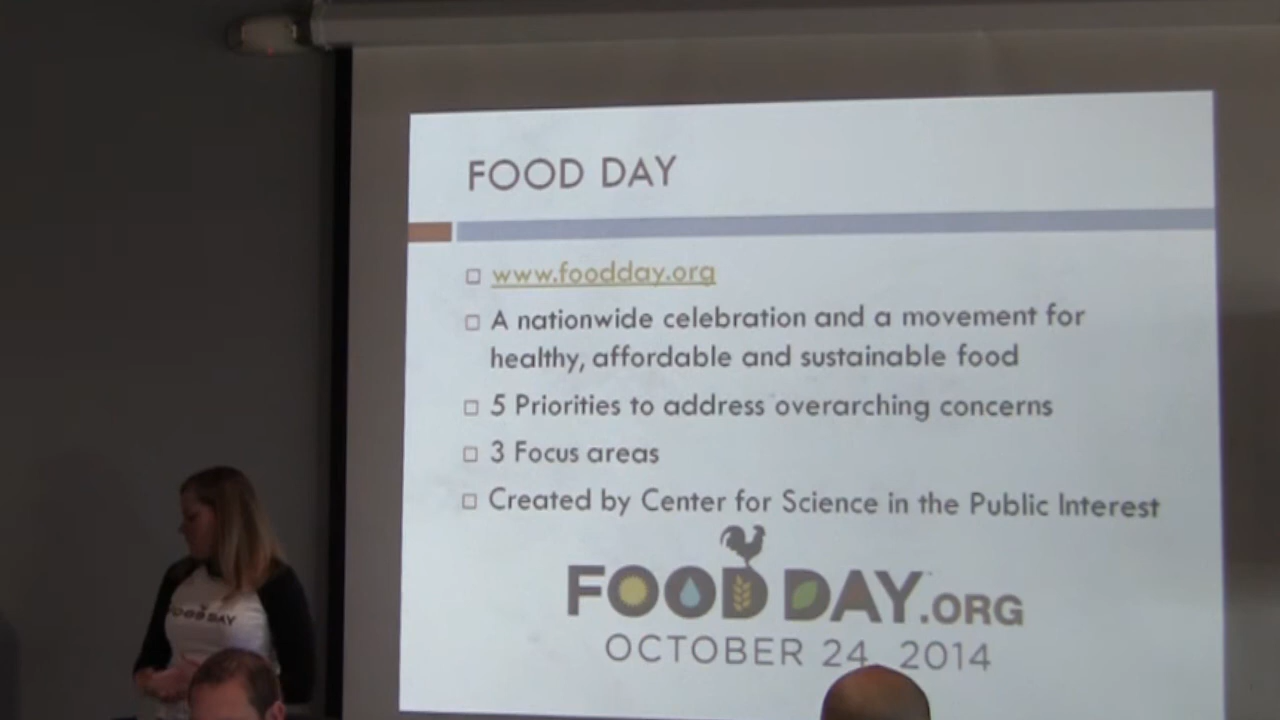 FOOD DAY
www.foodday.org
A nationwide celebration and a movement for
healthy, affordable and sustainable food
5 Priorities to address overarching concerns
3 Focus areas
Created by Center for Science in the Public Interest
FOOD DAY.ORG
OCTOBER 24, 2014
FOOD DAY